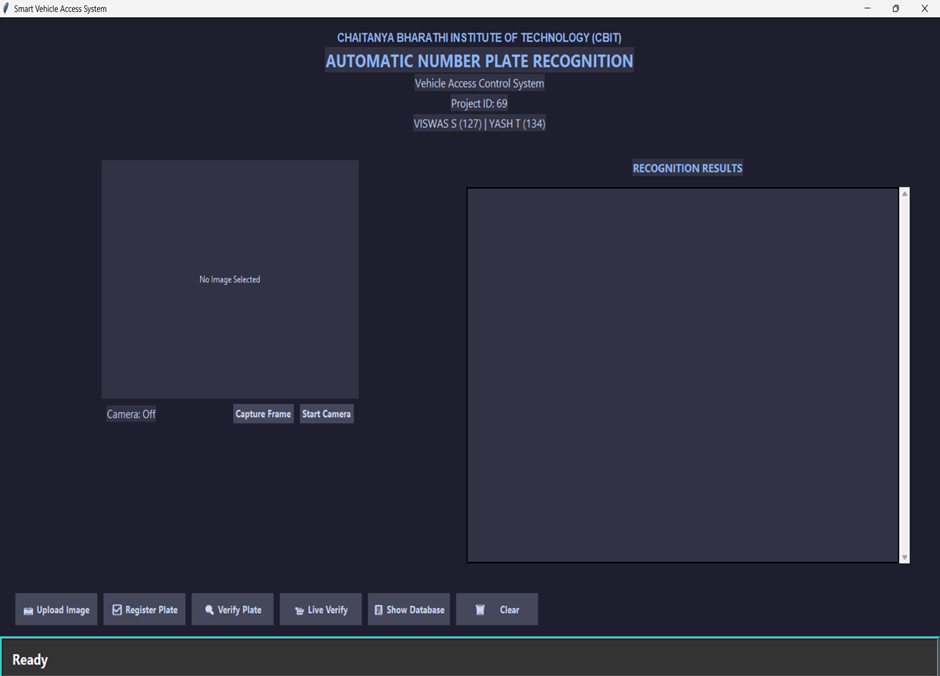 Smart Vehicle Access System
CHAITANYA BHARATHI INSTITUTE OF TECHNOLOGY (CBIT)
AUTOMATIC NUMBER PLATE RECOGNITION
Vehicle Access Control System
Project ID: 69
VISWAS S (127) | YASH T (134)
RECOGNITION RESULTS
No Image Selected
Camera: Off
Capture Frame
Start Camera
Upload Image
Register Plate
Verify Plate
Live Verify
Show Database
Clear
Ready